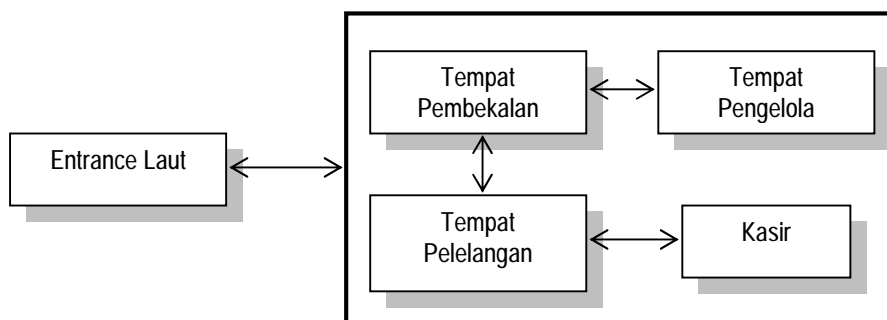 Tempat
Pembekalan
Tempat
Pengelola
Entrance Laut
Tempat
Pelelangan
Kasir